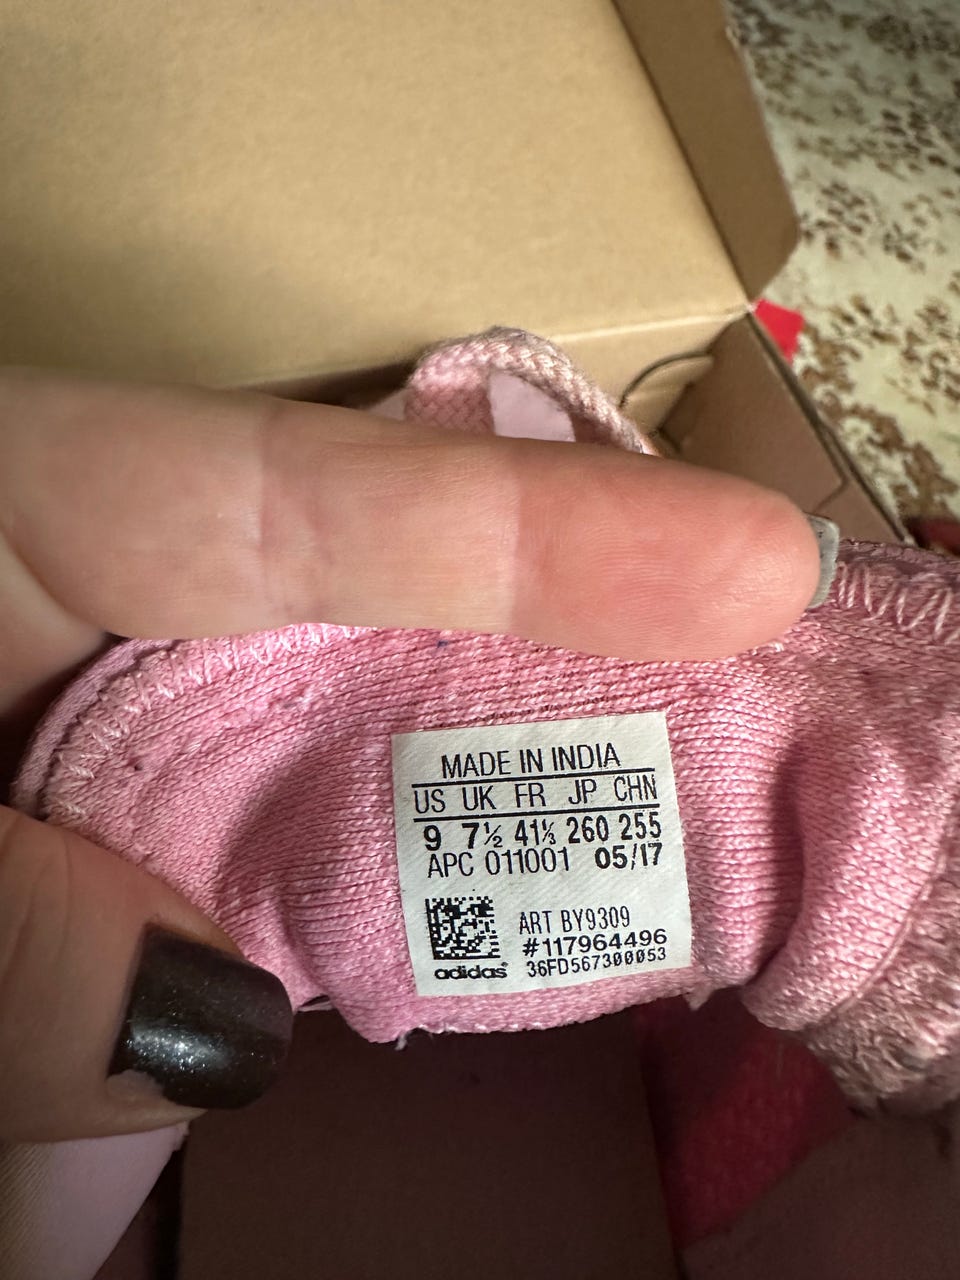 MADE IN INDIA
US UK FR JP CHN
9 7½ 41⅓ 260 255
APC 011001 05/17
ART BY9309
#117964496
adidas® 36FD567300053